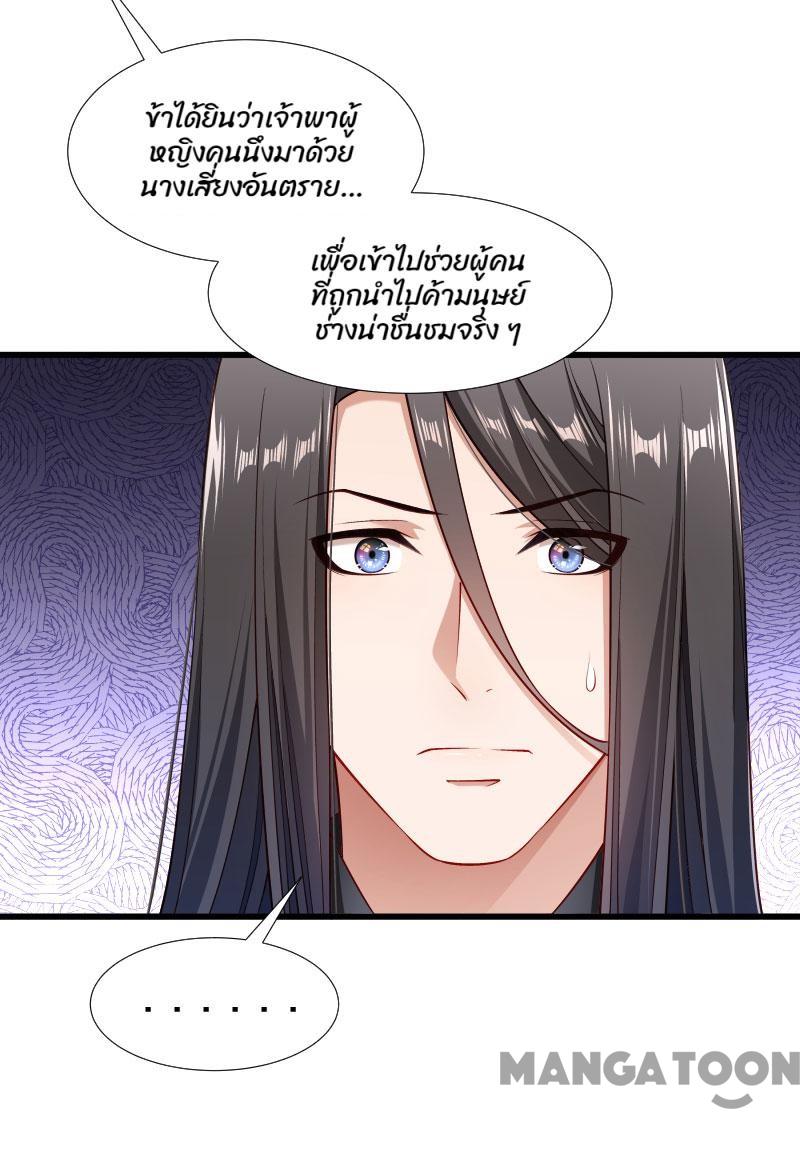 ข้าได้ยินว่าเจ้าพาผู้
หญิงคนนึงมาด้วย
นางเสี่ยงอันตราย...
เพื่อเข้าไปช่วยผู้คน
ที่ถูกนำไปค้ามนุษย์
ช่างน่าชื่นชมจริง ๆ
......
MANGATOON